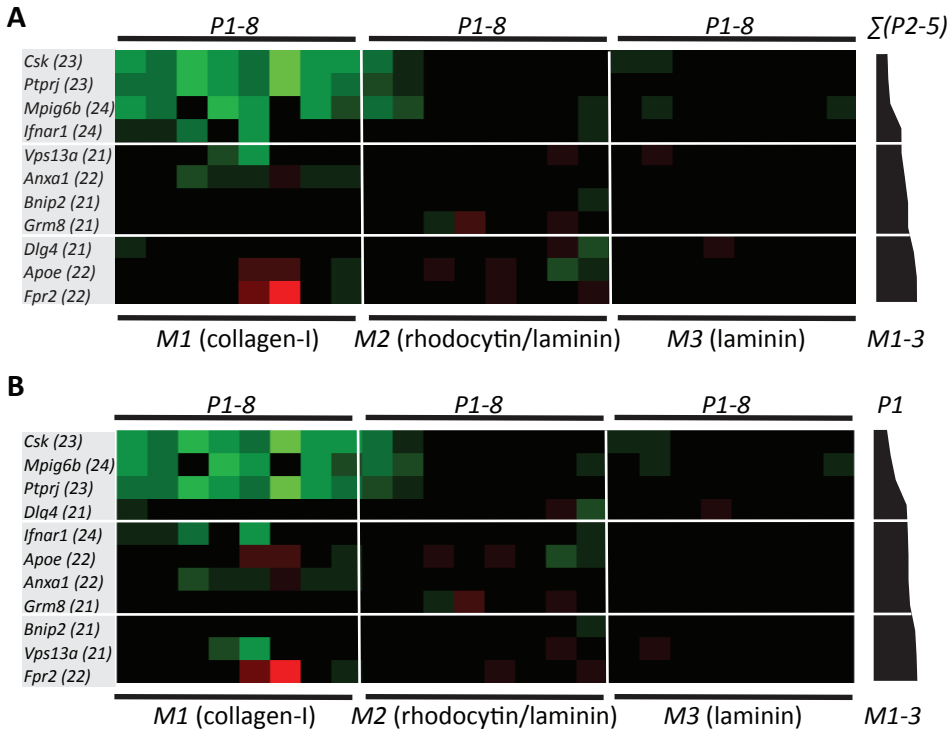 A
P1-8 P1-8 P1-8 ∑(P2-5)
Csk (23)
Ptprj (23)
Mpig6b (24)
Ifnar1 (24)
Vps13a (21)
Anxa1 (22)
Bnip2 (21)
Grm8 (21)
Dlg4 (21)
Apoe (22)
Fpr2 (22)
M1 (collagen-I) M2 (rhodocytin/laminin) M3 (laminin) M1-3
B
P1-8 P1-8 P1-8 P1
Csk (23)
Mpig6b (24)
Ptprj (23)
Dlg4 (21)
Ifnar1 (24)
Apoe (22)
Anxa1 (22)
Grm8 (21)
Bnip2 (21)
Vps13a (21)
Fpr2 (22)
M1 (collagen-I) M2 (rhodocytin/laminin) M3 (laminin) M1-3